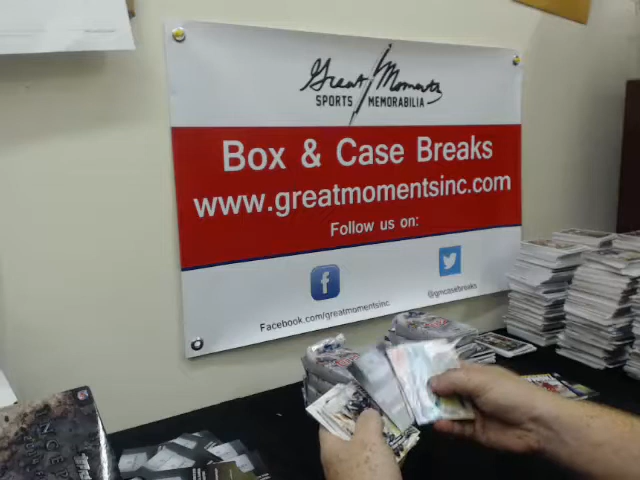 Great Moments
SPORTS MEMORABILIA
Box & Case Breaks
www.greatmomentsinc.com
Follow us on:
f
Facebook.com/greatmomentsinc
@gmcasebreaks